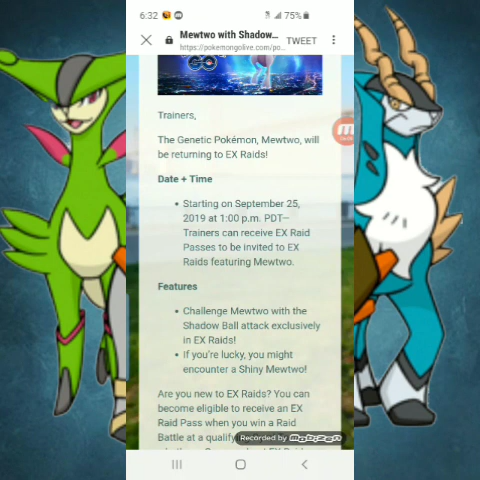 6:32
75%
Mewtwo with Shadow...
TWEET
https://pokemongolive.com/po...
GO
Trainers,
The Genetic Pokémon, Mewtwo, will
be returning to EX Raids!
Date + Time
• Starting on September 25,
2019 at 1:00 p.m. PDT—
Trainers can receive EX Raid
Passes to be invited to EX
Raids featuring Mewtwo.
Features
• Challenge Mewtwo with the
Shadow Ball attack exclusively
in EX Raids!
• If you're lucky, you might
encounter a Shiny Mewtwo!
Are you new to EX Raids? You can
become eligible to receive an EX
Raid Pass when you win a Raid
Battle at a qualify
Recorded by mobizen